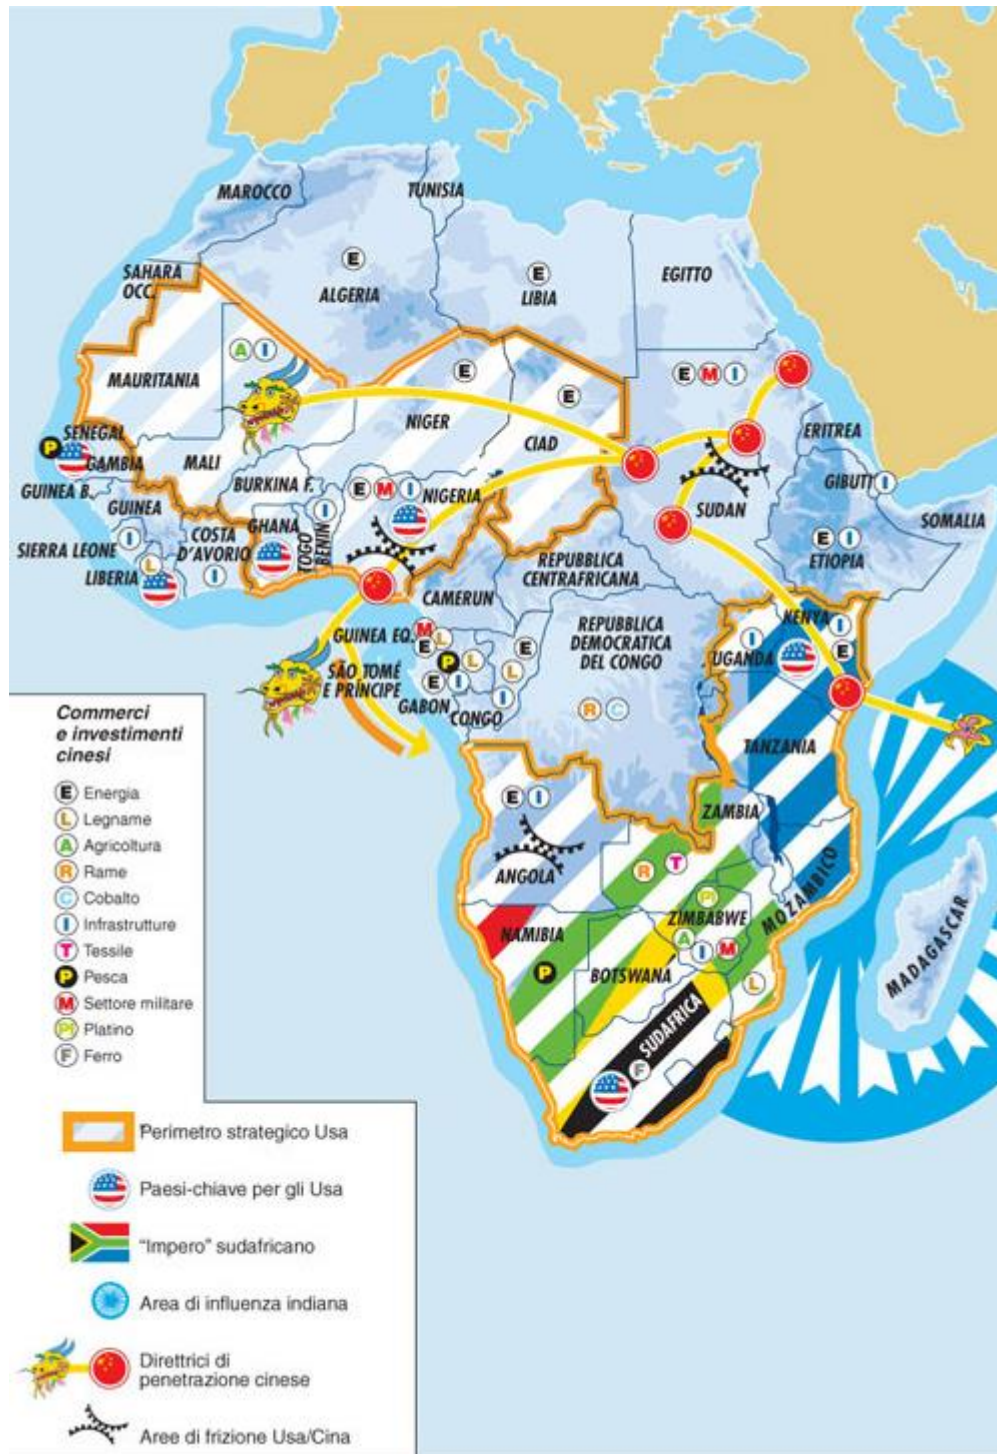 MAROCCO
TUNISIA
SAHARA
OCC.
E
ALGERIA
E
LIBIA
EGITTO
A I
MAURITANIA
E
E
E M I
NIGER
CIAD
P
SENEGAL
GAMBIA
MALI
ERITREA
GUINEA B.
GUINEA
BURKINA F.
E M I
NIGERIA
I
SUDAN
GIBUTI
I
SOMALIA
SIERRA LEONE
I
COSTA
D'AVORIO
I
GHANA
TOGO
BENIN
E I
ETIOPIA
LIBERIA
L
REPUBBLICA
CENTRAFRICANA
CAMERUN
REPUBBLICA
DEMOCRATICA
DEL CONGO
KENYA
I
E
I
UGANDA
GUINEA EQ.
M
L
E
P
L
E
L
I
SÃO TOMÉ
E PRÍNCIPE
E I
GABON
CONGO
R C
TANZANIA
E I
ANGOLA
ZAMBIA
R T
MOZAMBICO
Pl
ZIMBABWE
A I M
NAMIBIA
P
BOTSWANA
L
MADAGASCAR
SUDAFRICA
F
Commerci
e investimenti
cinesi
E Energia
L Legname
A Agricoltura
R Rame
C Cobalto
I Infrastrutture
T Tessile
P Pesca
M Settore militare
Pl Platino
F Ferro
Perimetro strategico Usa
Paesi-chiave per gli Usa
"Impero" sudafricano
Area di influenza indiana
Direttrici di
penetrazione cinese
Aree di frizione Usa/Cina